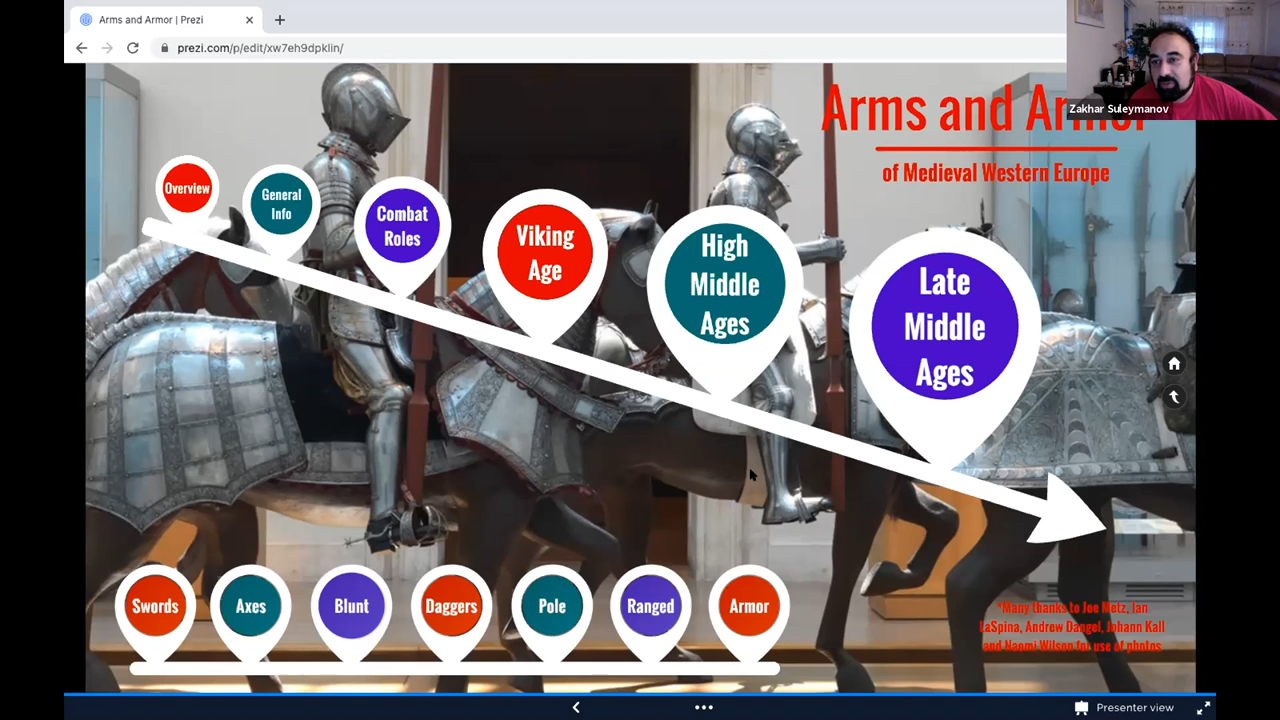 Arms and Armor | Prezi
prezi.com/p/edit/xw7eh9dpklin/
Zakhar Suleymanov
Arms and Armor
of Medieval Western Europe
Overview
General
Info
Combat
Roles
Viking
Age
High
Middle
Ages
Late
Middle
Ages
Swords
Axes
Blunt
Daggers
Pole
Ranged
Armor
*Many thanks to Joe Metz, Ian
LaSpina, Andrew Dangel, Johann Kall
and Naomi Wilson for use of photos
Presenter view